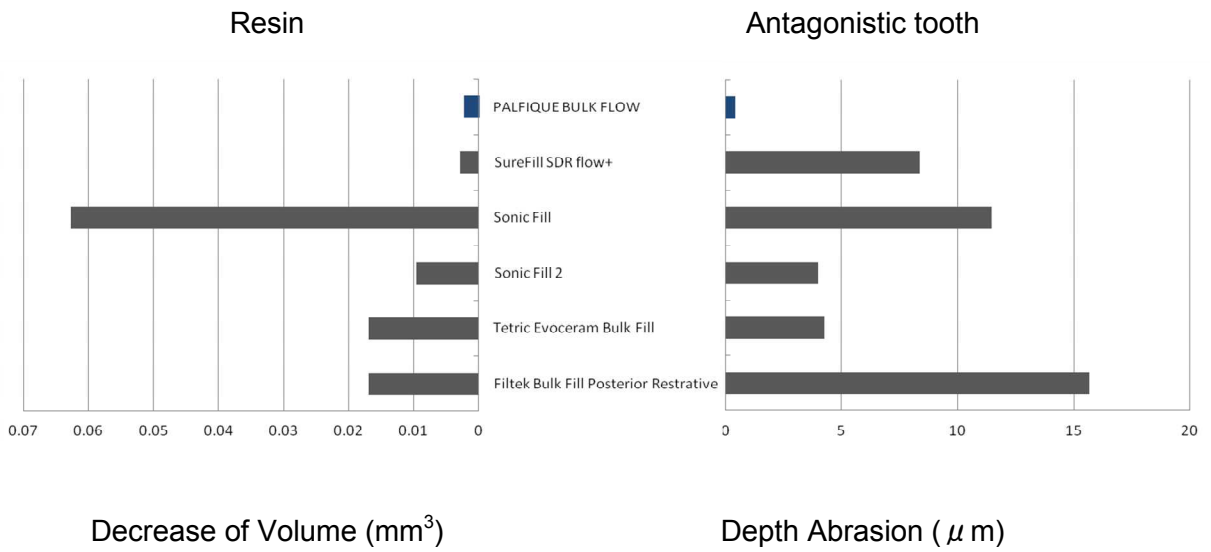 Resin
Antagonistic tooth
PALFIQUE BULK FLOW
SureFill SDR flow+
Sonic Fill
Sonic Fill 2
Tetric Evoceram Bulk Fill
Filtek Bulk Fill Posterior Restrative
0.07 0.06 0.05 0.04 0.03 0.02 0.01 0
0 5 10 15 20
Decrease of Volume (mm³)
Depth Abrasion ( μ m)